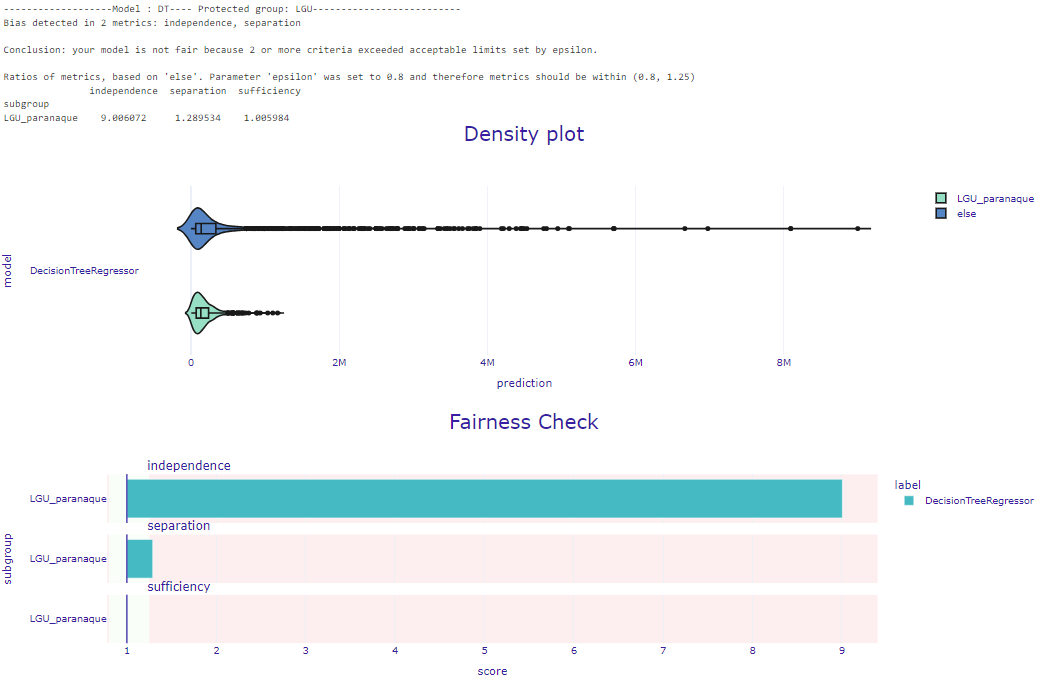 -------------------Model : DT---- Protected group: LGU--------------------------
Bias detected in 2 metrics: independence, separation
Conclusion: your model is not fair because 2 or more criteria exceeded acceptable limits set by epsilon.
Ratios of metrics, based on 'else'. Parameter 'epsilon' was set to 0.8 and therefore metrics should be within (0.8, 1.25)
independence separation sufficiency
subgroup
LGU_paranaque 9.006072 1.289534 1.005984
Density plot
LGU_paranaque
else
model
DecisionTreeRegressor
0 2M 4M 6M 8M
prediction
Fairness Check
independence
LGU_paranaque
separation
LGU_paranaque
sufficiency
LGU_paranaque
subgroup
label
DecisionTreeRegressor
1 2 3 4 5 6 7 8 9
score